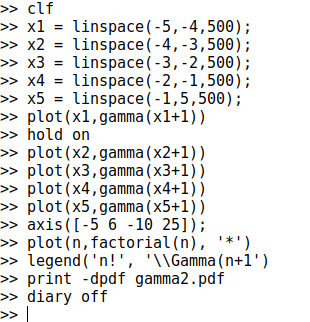 >> clf
>> x1 = linspace(-5,-4,500);
>> x2 = linspace(-4,-3,500);
>> x3 = linspace(-3,-2,500);
>> x4 = linspace(-2,-1,500);
>> x5 = linspace(-1,5,500);
>> plot(x1,gamma(x1+1))
>> hold on
>> plot(x2,gamma(x2+1))
>> plot(x3,gamma(x3+1))
>> plot(x4,gamma(x4+1))
>> plot(x5,gamma(x5+1))
>> axis([-5 6 -10 25]);
>> plot(n,factorial(n), '*')
>> legend('n!', '\\Gamma(n+1')
>> print -dpdf gamma2.pdf
>> diary off
>>